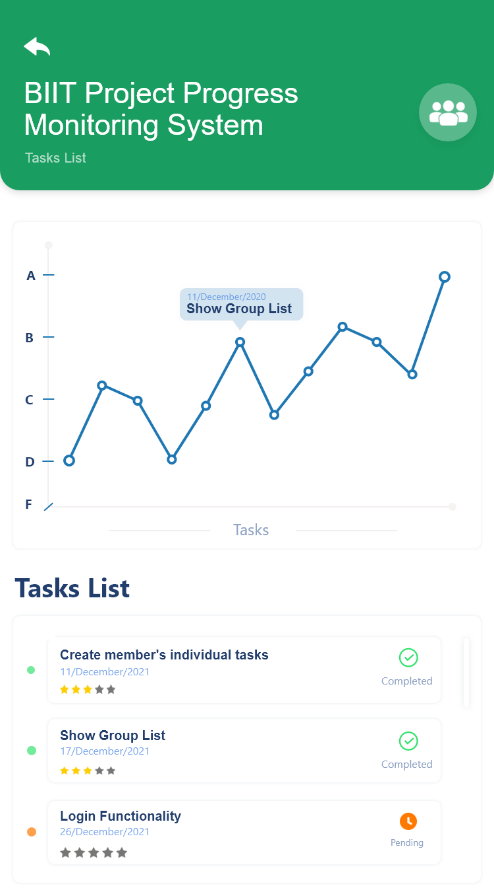 BIIT Project Progress
Monitoring System
Tasks List
A
11/December/2020
Show Group List
B
C
D
F
Tasks
Tasks List
Create member's individual tasks
11/December/2021
Completed
Show Group List
17/December/2021
Completed
Login Functionality
26/December/2021
Pending